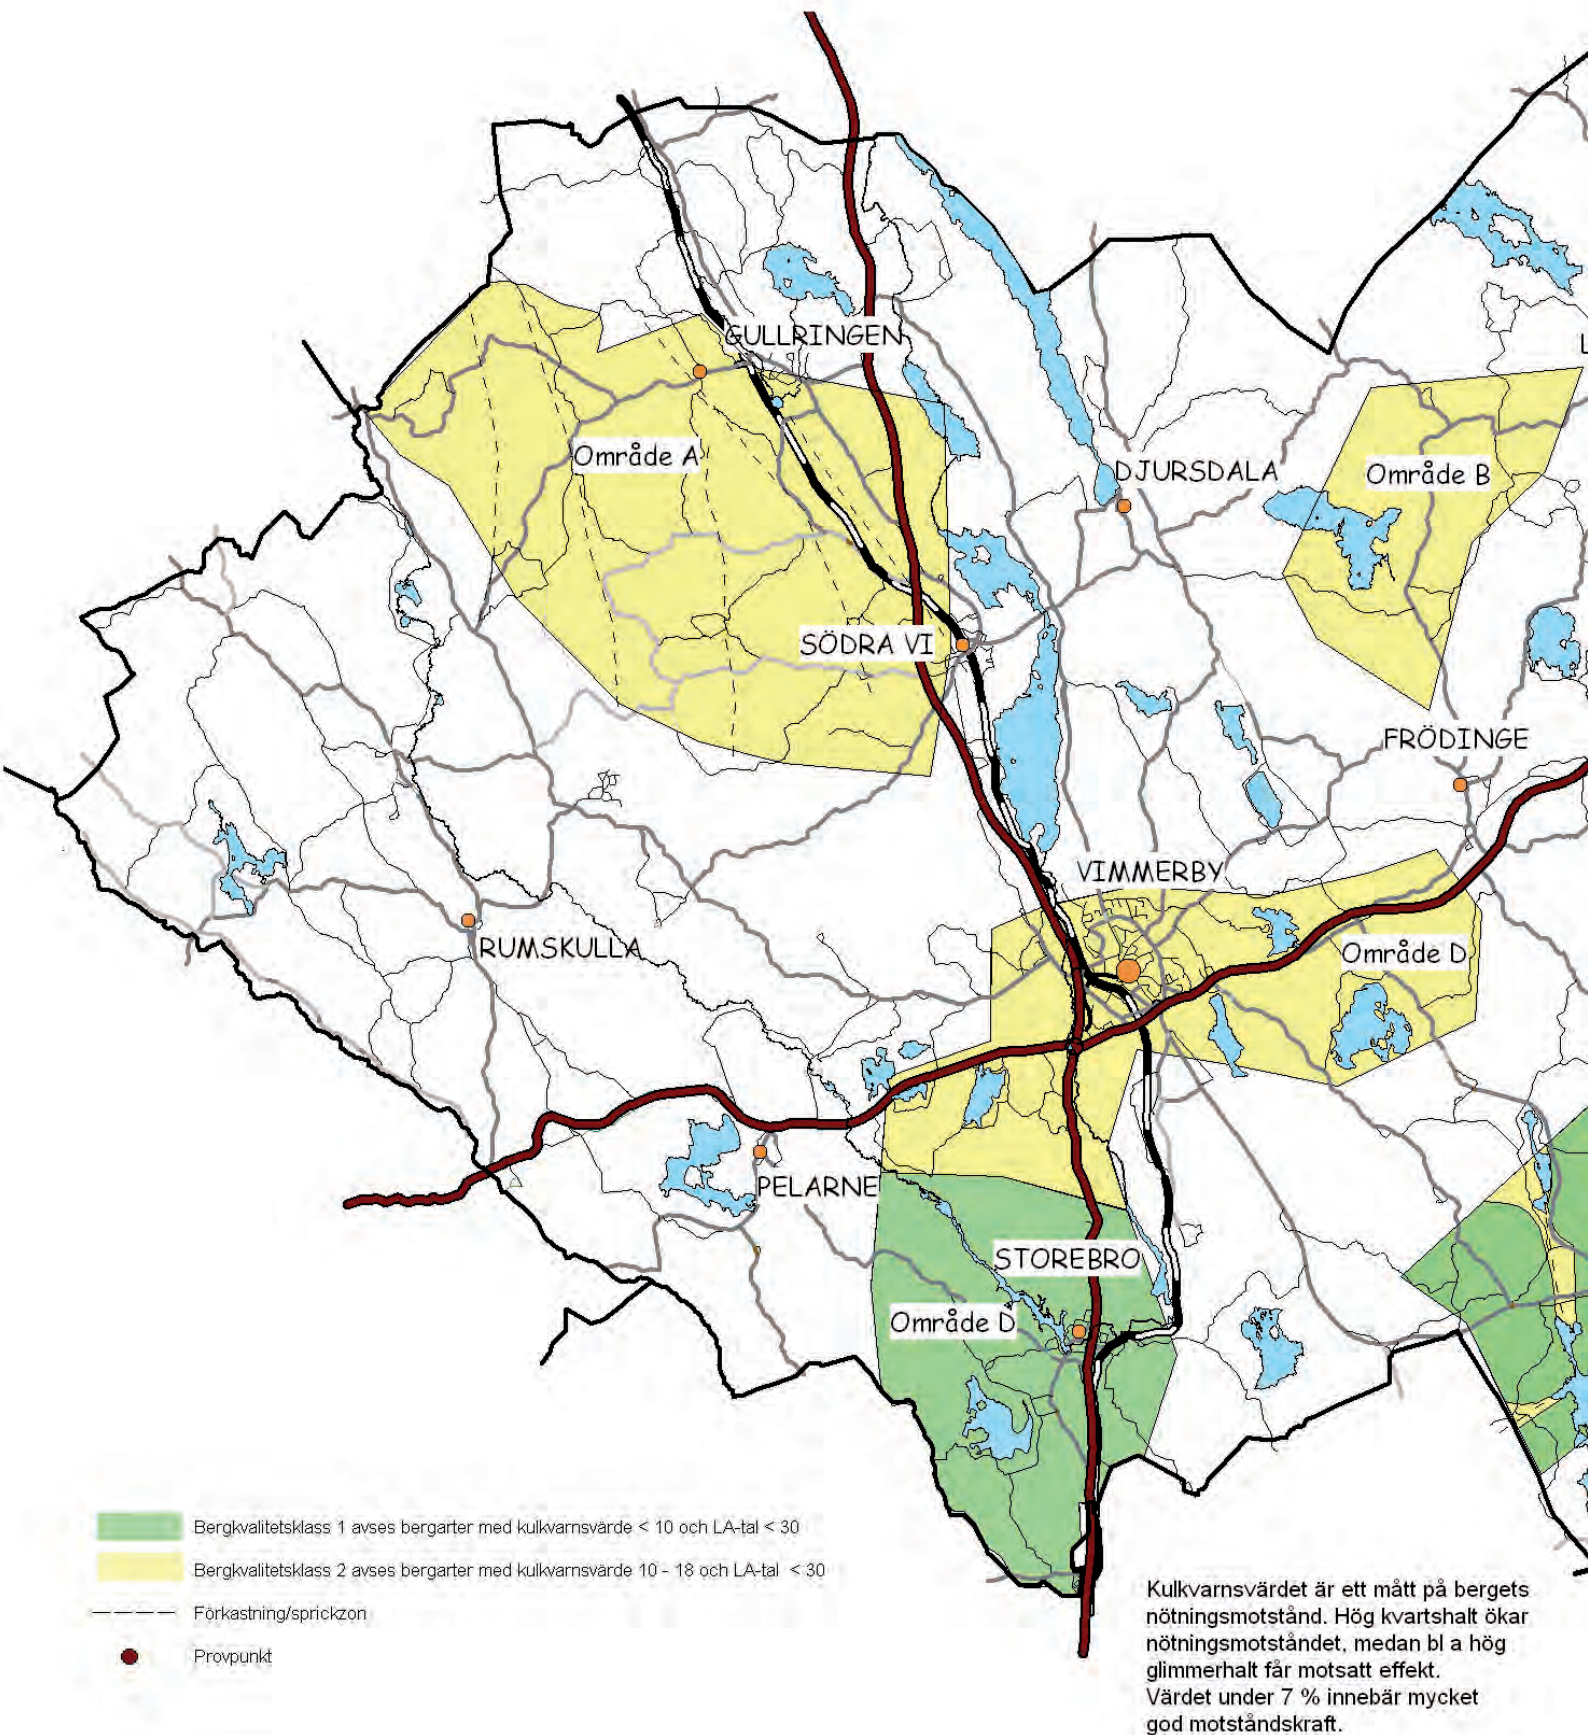 GULLRINGEN
L
Område A
DJURSDALA
Område B
SÖDRA VI
FRÖDINGE
VIMMERBY
RUMSKULLA
Område D
PELARNE
STOREBRO
Område D
Bergkvalitetsklass 1 avses bergarter med kulkvarnsvärde < 10 och LA-tal < 30
Bergkvalitetsklass 2 avses bergarter med kulkvarnsvärde 10 - 18 och LA-tal < 30
Förkastning/sprickzon
Provpunkt
Kulkvarnsvärdet är ett mått på bergets
nötningsmotstånd. Hög kvartshalt ökar
nötningsmotståndet, medan bl a hög
glimmerhalt får motsatt effekt.
Värdet under 7 % innebär mycket
god motståndskraft.